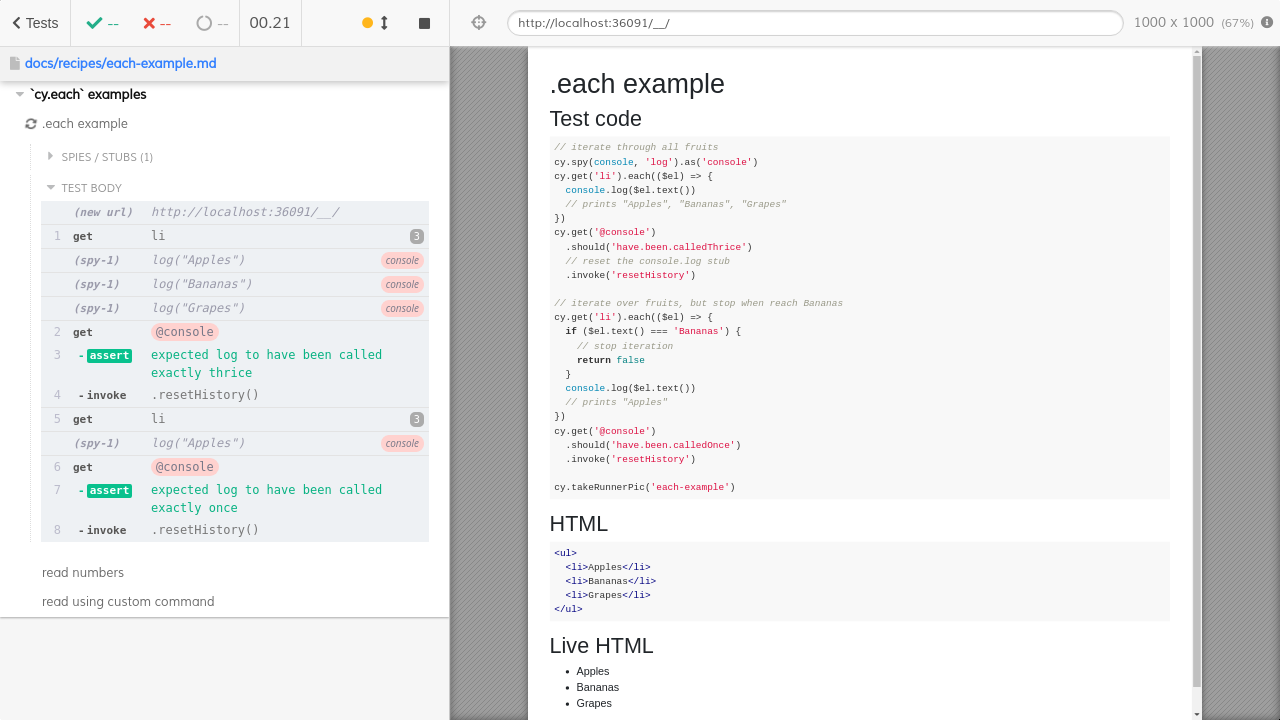 Tests
--
--
--
00.21
http://localhost:36091/__/
1000 x 1000 (67%)
docs/recipes/each-example.md
`cy.each` examples
.each example
SPIES / STUBS (1)
TEST BODY
(new url) http://localhost:36091/__/
1 get li 3
(spy-1) log("Apples") console
(spy-1) log("Bananas") console
(spy-1) log("Grapes") console
2 get @console
3 -assert expected log to have been called
exactly thrice
4 -invoke .resetHistory()
5 get li 3
(spy-1) log("Apples") console
6 get @console
7 -assert expected log to have been called
exactly once
8 -invoke .resetHistory()
read numbers
read using custom command
.each example
Test code
// iterate through all fruits
cy.spy(console, 'log').as('console')
cy.get('li').each(($el) => {
  console.log($el.text())
  // prints "Apples", "Bananas", "Grapes"
})
cy.get('@console')
  .should('have.been.calledThrice')
  // reset the console.log stub
  .invoke('resetHistory')
// iterate over fruits, but stop when reach Bananas
cy.get('li').each(($el) => {
  if ($el.text() === 'Bananas') {
    // stop iteration
    return false
  }
  console.log($el.text())
  // prints "Apples"
})
cy.get('@console')
  .should('have.been.calledOnce')
  .invoke('resetHistory')
cy.takeRunnerPic('each-example')
HTML
<ul>
  <li>Apples</li>
  <li>Bananas</li>
  <li>Grapes</li>
</ul>
Live HTML
• Apples
• Bananas
• Grapes